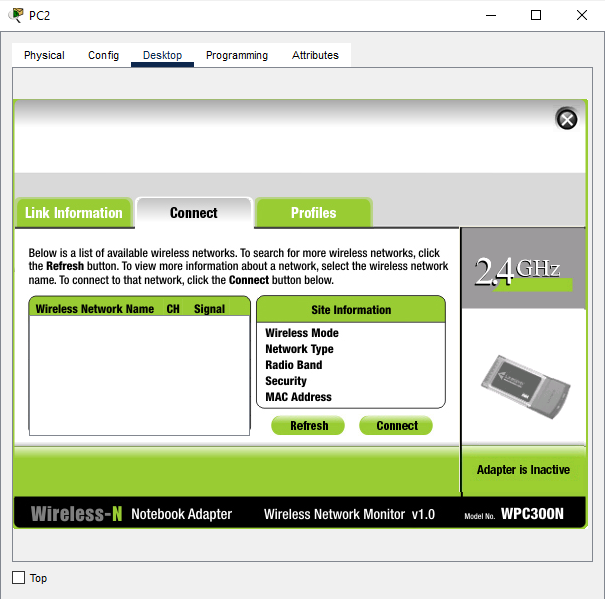 PC2
Physical Config Desktop Programming Attributes
Link Information Connect Profiles
Below is a list of available wireless networks. To search for more wireless networks, click
the Refresh button. To view more information about a network, select the wireless network
name. To connect to that network, click the Connect button below.
2.4GHz
Wireless Network Name CH Signal
Site Information
Wireless Mode
Network Type
Radio Band
Security
MAC Address
Refresh Connect
Adapter is Inactive
Wireless-N Notebook Adapter Wireless Network Monitor v1.0 Model No. WPC300N
Top